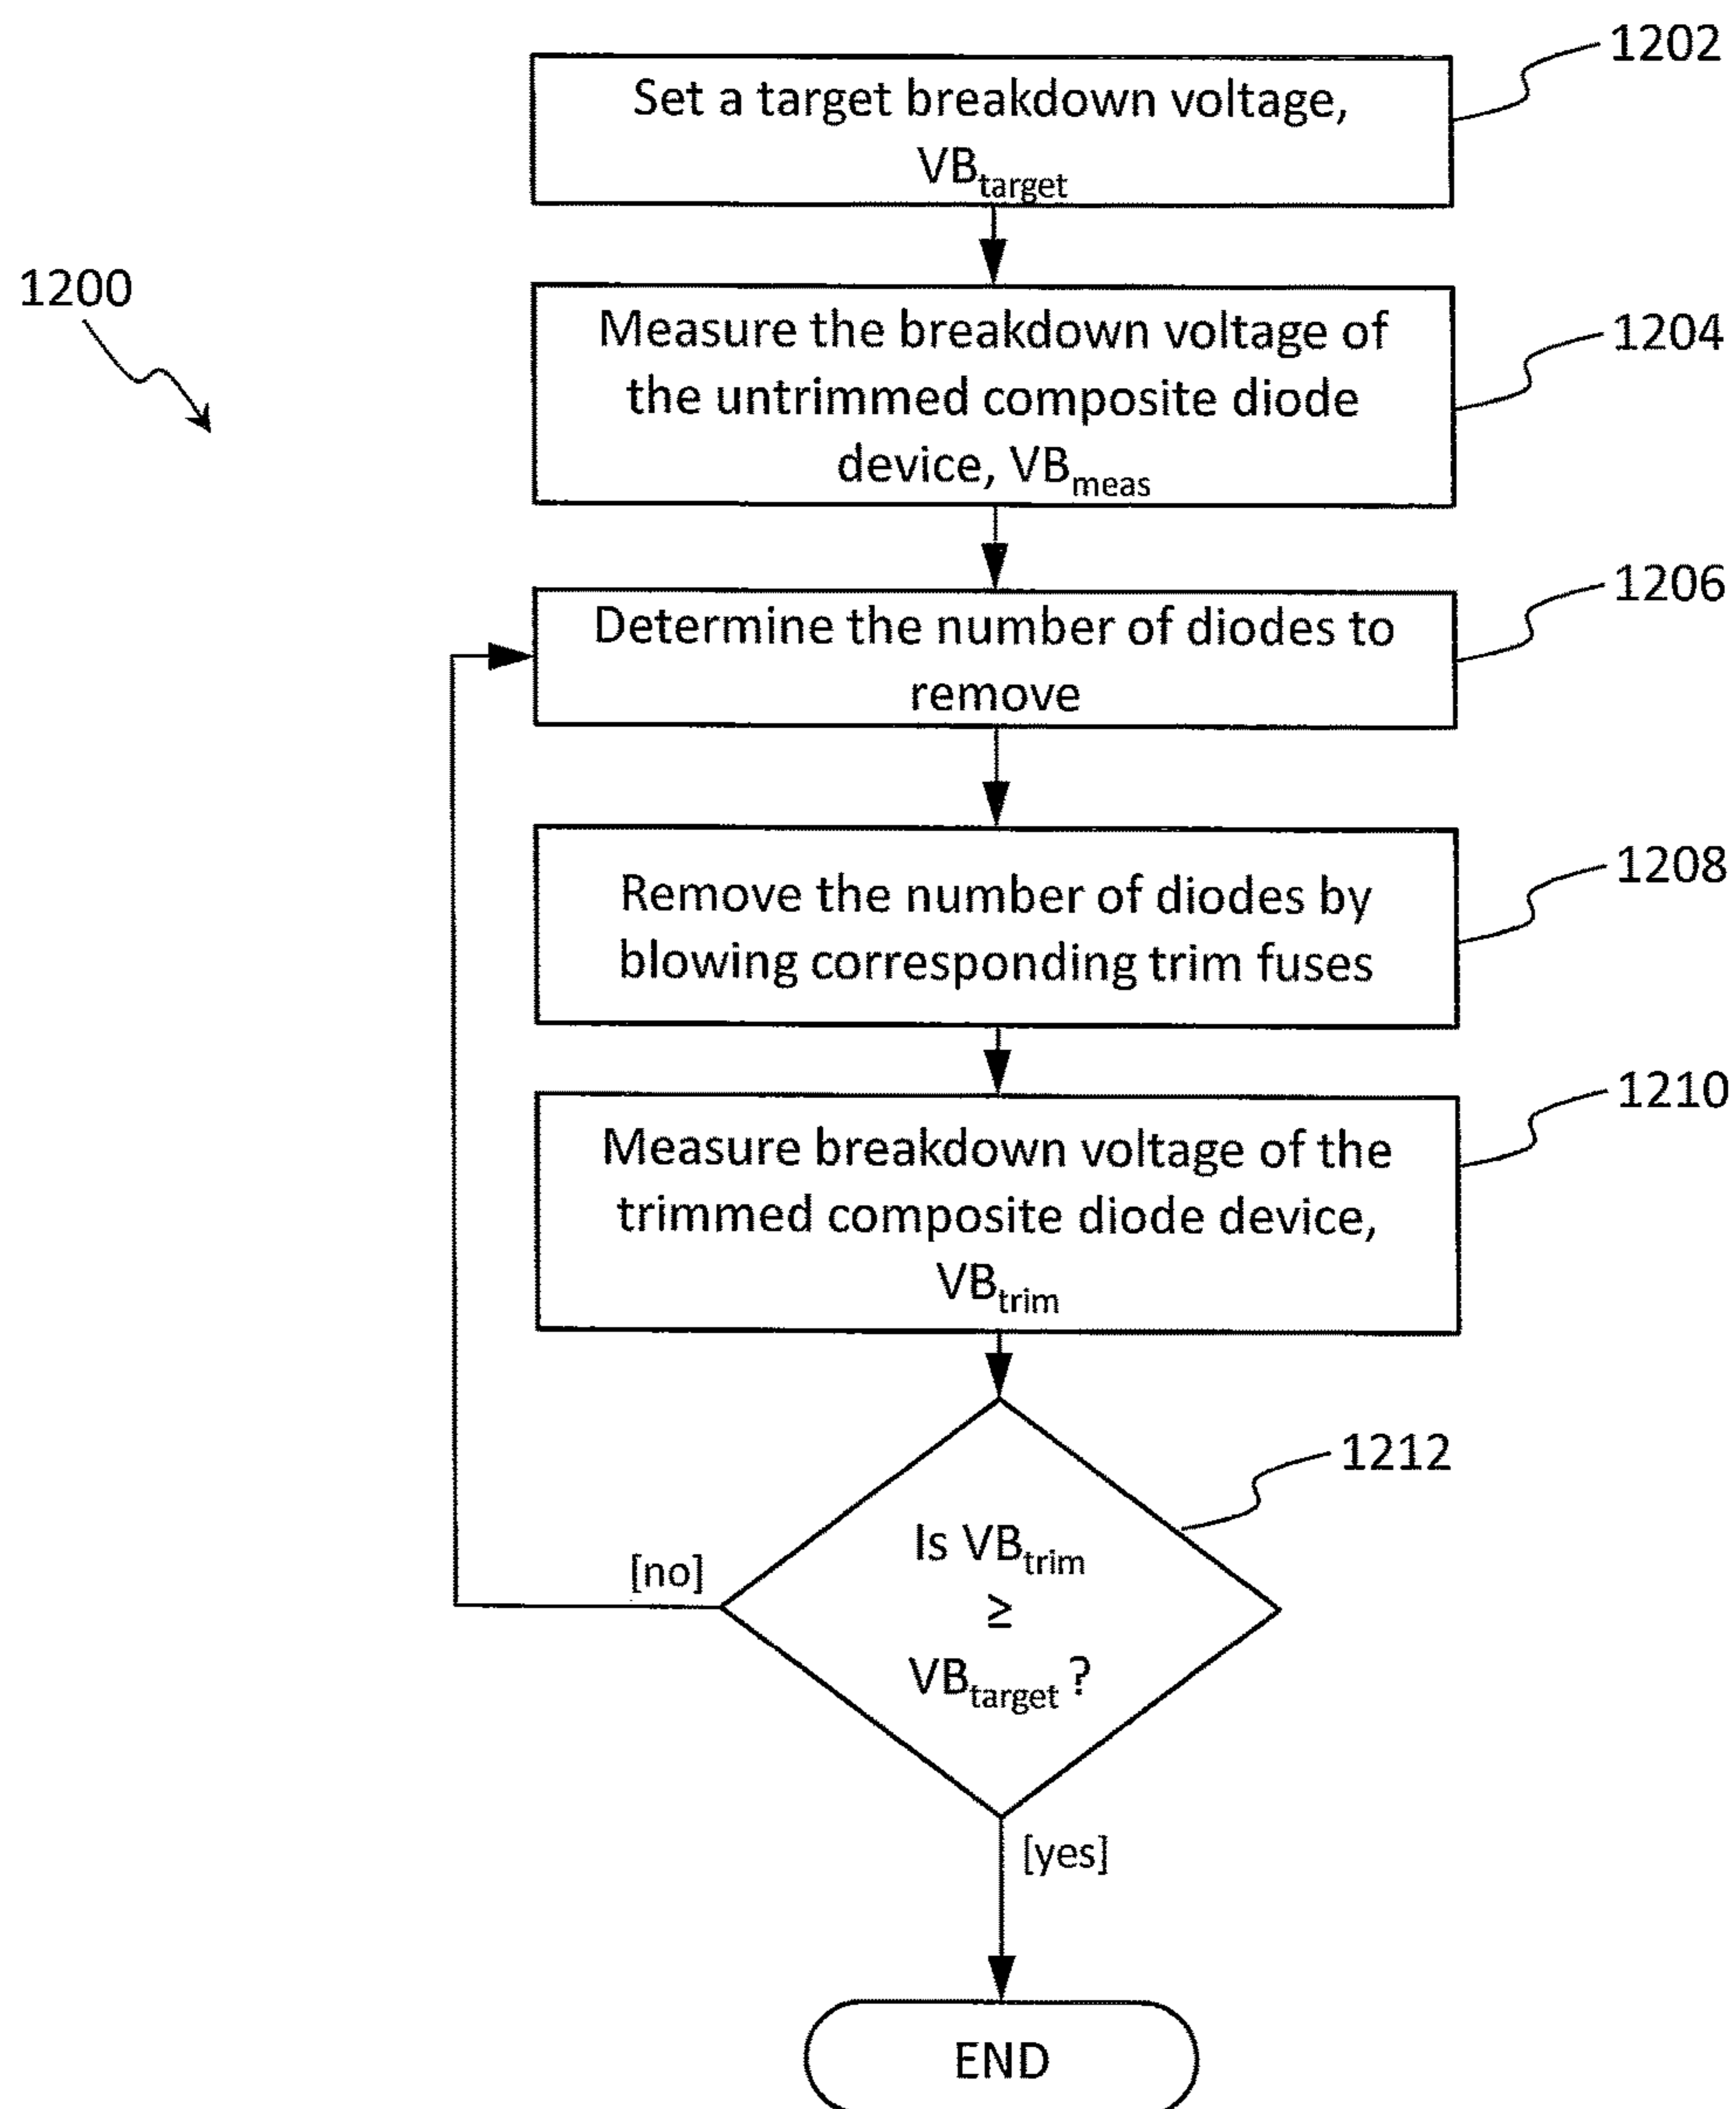 1202
Set a target breakdown voltage,
VBtarget
1200
Measure the breakdown voltage of
the untrimmed composite diode
device, VBmeas
1204
Determine the number of diodes to
remove
1206
Remove the number of diodes by
blowing corresponding trim fuses
1208
Measure breakdown voltage of the
trimmed composite diode device,
VBtrim
1210
1212
Is VBtrim
≥
VBtarget ?
[no]
[yes]
END